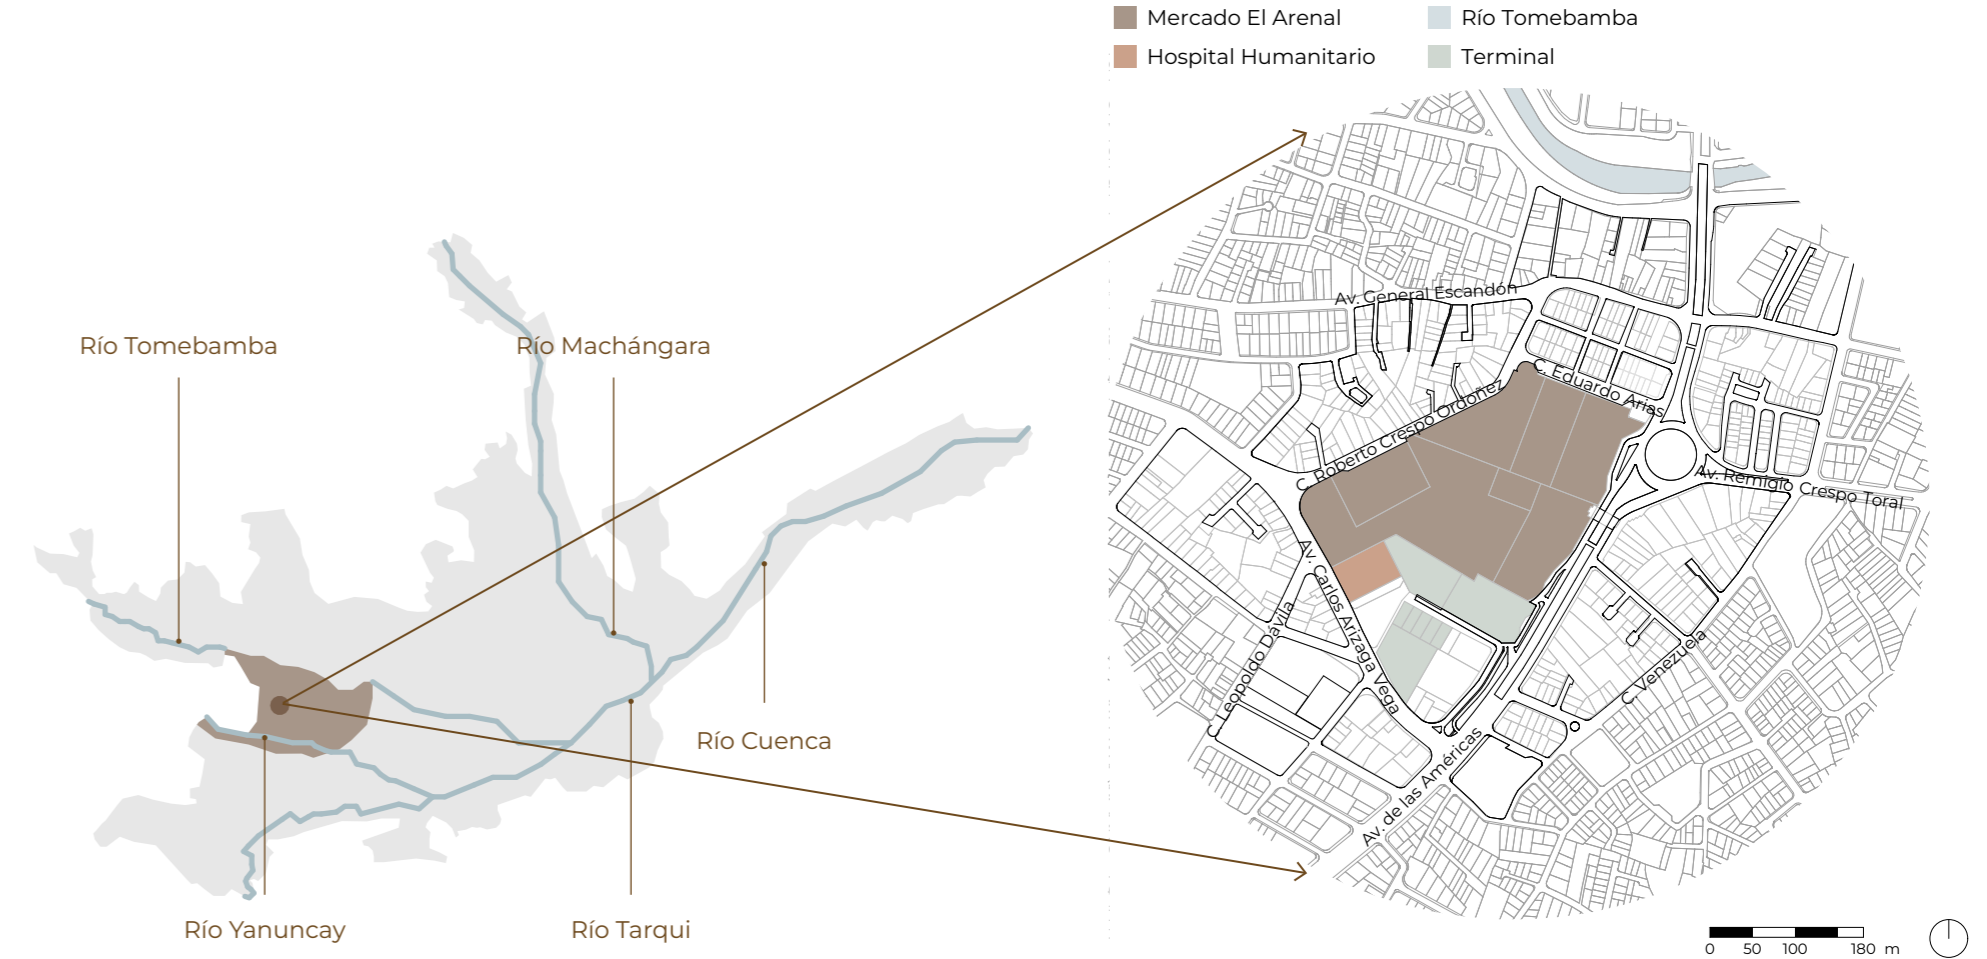 Mercado El Arenal
Río Tomebamba
Hospital Humanitario
Terminal
Río Tomebamba
Río Machángara
Río Cuenca
Río Yanuncay
Río Tarqui
Av. General Escandón
C. Eduardo Arias
C. Roberto Crespo Ordoñez
Av. Remigio Crespo Toral
Av. Carlos Arizaga Vega
C. Leopoldo Dávila
C. Venezuela
Av. de las Américas
0 50 100 180 m